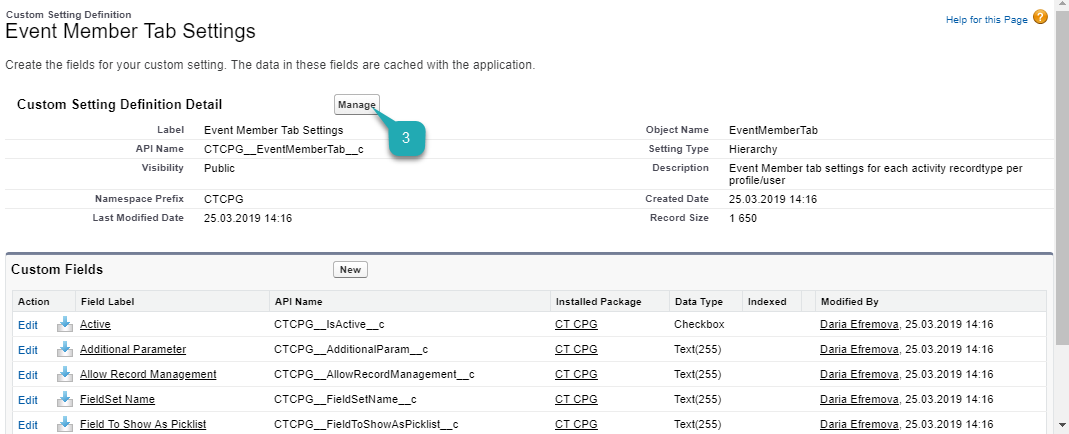 Custom Setting Definition
Event Member Tab Settings
Help for this Page ?
Create the fields for your custom setting. The data in these fields are cached with the application.
Custom Setting Definition Detail Manage
3
Label Event Member Tab Settings Object Name EventMemberTab
API Name CTCPG__EventMemberTab__c Setting Type Hierarchy
Visibility Public Description Event Member tab settings for each activity recordtype per
profile/user
Namespace Prefix CTCPG Created Date 25.03.2019 14:16
Last Modified Date 25.03.2019 14:16 Record Size 1 650
Custom Fields New
Action Field Label API Name Installed Package Data Type Indexed Modified By
Edit Active CTCPG__IsActive__c CT CPG Checkbox Daria Efremova, 25.03.2019 14:16
Edit Additional Parameter CTCPG__AdditionalParam__c CT CPG Text(255) Daria Efremova, 25.03.2019 14:16
Edit Allow Record Management CTCPG__AllowRecordManagement__c CT CPG Text(255) Daria Efremova, 25.03.2019 14:16
Edit FieldSet Name CTCPG__FieldSetName__c CT CPG Text(255) Daria Efremova, 25.03.2019 14:16
Edit Field To Show As Picklist CTCPG__FieldToShowAsPicklist__c CT CPG Text(255) Daria Efremova, 25.03.2019 14:16